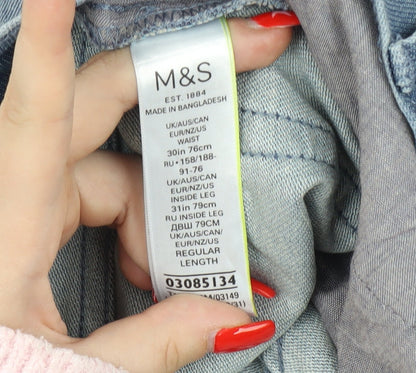 M&S
EST. 1884
MADE IN BANGLADESH
UK/AUS/CAN
EUR/NZ/US
WAIST
30in 76cm
RU • 158/188-
91-76
UK/AUS/CAN
EUR/NZ/US
INSIDE LEG
31in 79cm
RU INSIDE LEG
ДВШ 79CM
UK/AUS/CAN/
EUR/NZ/US
REGULAR
LENGTH
03085134
M/03149
/31)